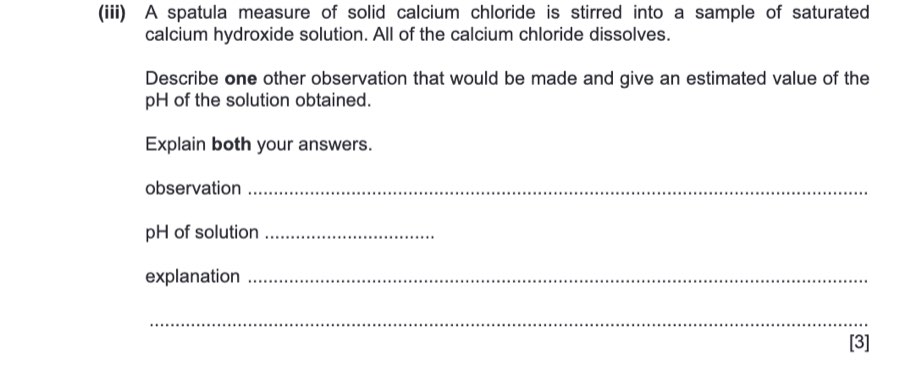 (iii) A spatula measure of solid calcium chloride is stirred into a sample of saturated
calcium hydroxide solution. All of the calcium chloride dissolves.
Describe one other observation that would be made and give an estimated value of the
pH of the solution obtained.
Explain both your answers.
observation ................................................................................
pH of solution ..................................
explanation ................................................................................
................................................................................
[3]